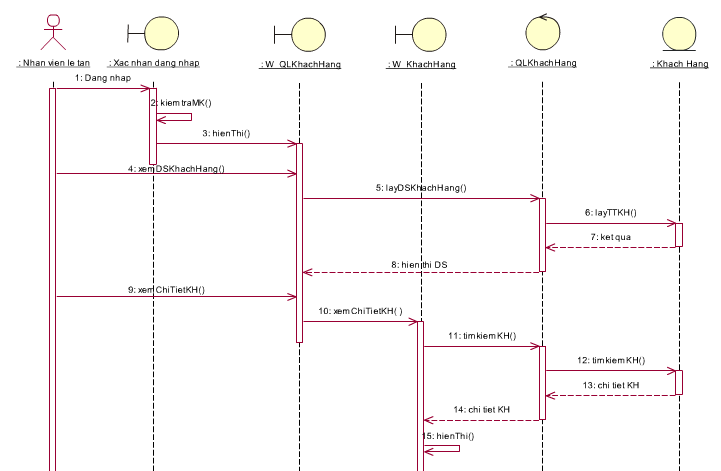 : Nhan vien le tan
: Xac nhan dang nhap
: W_QLKhachHang
: W_KhachHang
: QLKhachHang
: Khach Hang
1: Dang nhap
2: kiemtraMK()
3: hienThi()
4: xemDSKhachHang()
5: layDSKhachHang()
6: layTTKH()
7: ket qua
8: hien thi DS
9: xemChiTietKH()
10: xemChiTietKH( )
11: timkiemKH()
12: timkiemKH()
13: chi tiet KH
14: chi tiet KH
15: hienThi()